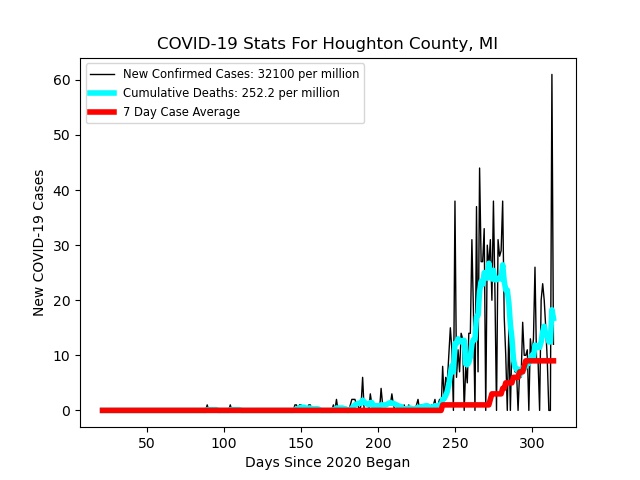 COVID-19 Stats For Houghton County, MI
New Confirmed Cases: 32100 per million
Cumulative Deaths: 252.2 per million
7 Day Case Average
New COVID-19 Cases
60
50
40
30
20
10
0
50 100 150 200 250 300
Days Since 2020 Began